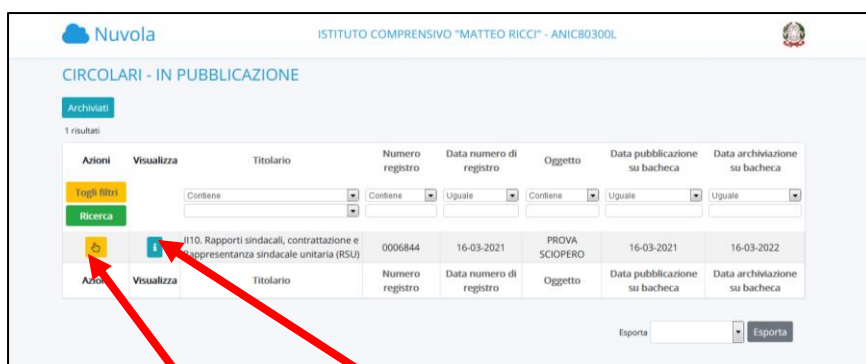 Nuvola
ISTITUTO COMPRENSIVO "MATTEO RICCI" - ANIC80300L
CIRCOLARI - IN PUBBLICAZIONE
Archiviati
1 risultati
Azioni Visualizza Titolario Numero registro Data numero di registro Oggetto Data pubblicazione su bacheca Data archiviazione su bacheca
Togli filtri Contiene Contiene Uguale Contiene Uguale Uguale
Ricerca
II10. Rapporti sindacali, contrattazione e Rappresentanza sindacale unitaria (RSU) 0006844 16-03-2021 PROVA SCIOPERO 16-03-2021 16-03-2022
Azioni Visualizza Titolario Numero registro Data numero di registro Oggetto Data pubblicazione su bacheca Data archiviazione su bacheca
Esporta Esporta